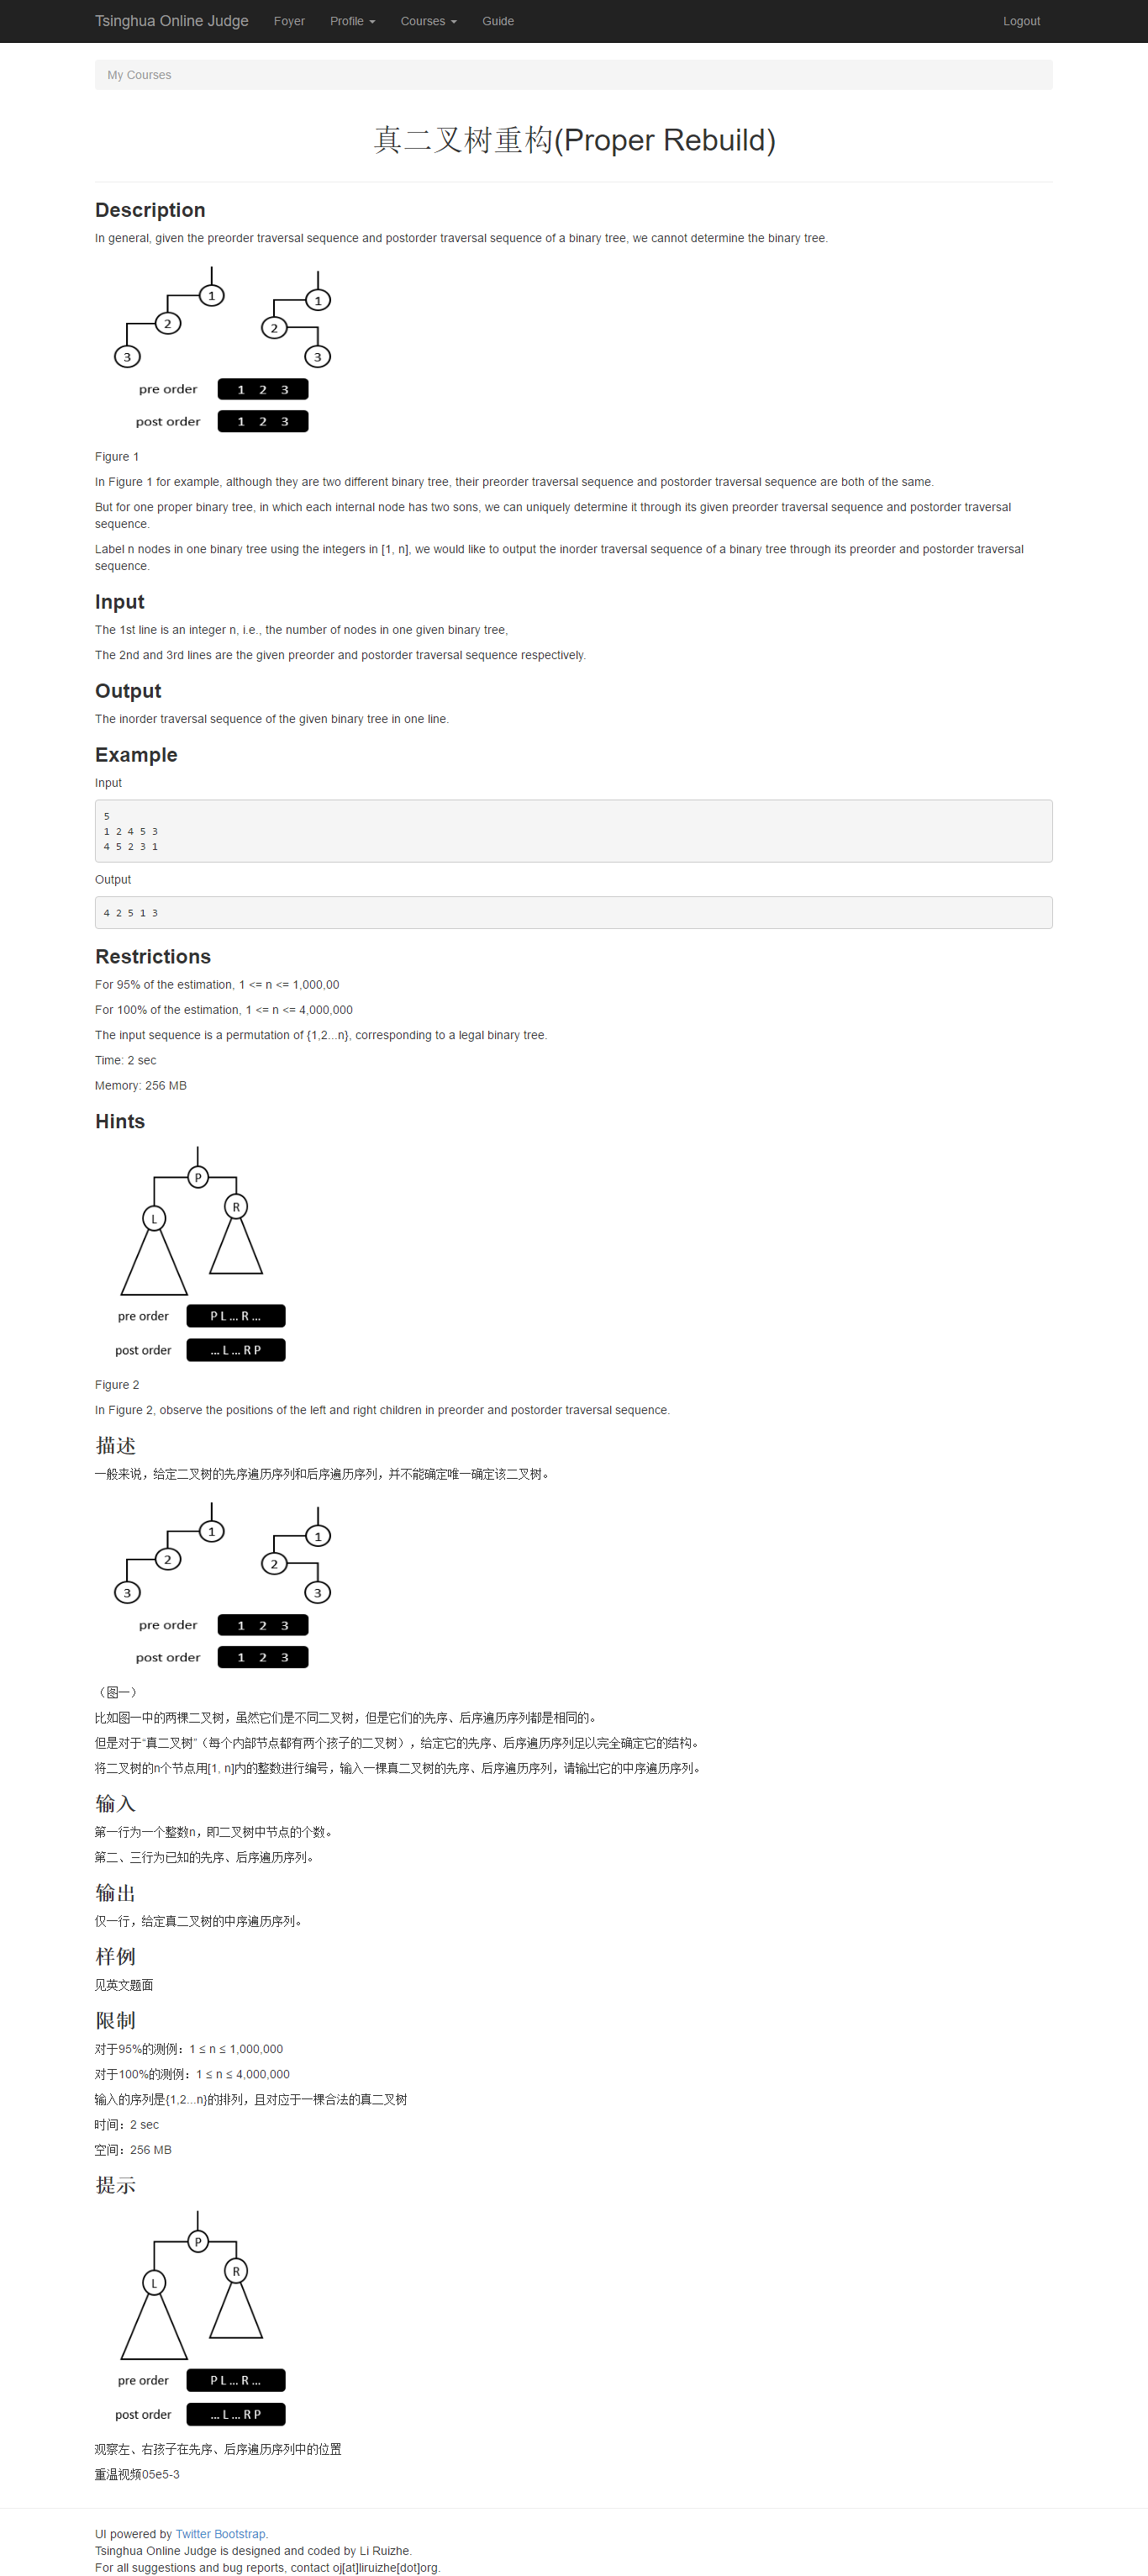 Tsinghua Online Judge Foyer Profile Courses Guide Logout
My Courses
真二叉树重构(Proper Rebuild)
Description
In general, given the preorder traversal sequence and postorder traversal sequence of a binary tree, we cannot determine the binary tree.
1 1
2 2
3 3
pre order 1 2 3
post order 1 2 3
Figure 1
In Figure 1 for example, although they are two different binary tree, their preorder traversal sequence and postorder traversal sequence are both of the same.
But for one proper binary tree, in which each internal node has two sons, we can uniquely determine it through its given preorder traversal sequence and postorder traversal
sequence.
Label n nodes in one binary tree using the integers in [1, n], we would like to output the inorder traversal sequence of a binary tree through its preorder and postorder traversal
sequence.
Input
The 1st line is an integer n, i.e., the number of nodes in one given binary tree,
The 2nd and 3rd lines are the given preorder and postorder traversal sequence respectively.
Output
The inorder traversal sequence of the given binary tree in one line.
Example
Input
5
1 2 4 5 3
4 5 2 3 1
Output
4 2 5 1 3
Restrictions
For 95% of the estimation, 1 <= n <= 1,000,00
For 100% of the estimation, 1 <= n <= 4,000,000
The input sequence is a permutation of {1,2...n}, corresponding to a legal binary tree.
Time: 2 sec
Memory: 256 MB
Hints
P
L R
pre order P L ... R ...
post order ... L ... R P
Figure 2
In Figure 2, observe the positions of the left and right children in preorder and postorder traversal sequence.
描述
一般来说，给定二叉树的先序遍历序列和后序遍历序列，并不能确定唯一确定该二叉树。
1 1
2 2
3 3
pre order 1 2 3
post order 1 2 3
（图一）
比如图一中的两棵二叉树，虽然它们是不同二叉树，但是它们的先序、后序遍历序列都是相同的。
但是对于“真二叉树”（每个内部节点都有两个孩子的二叉树），给定它的先序、后序遍历序列足以完全确定它的结构。
将二叉树的n个节点用[1, n]内的整数进行编号，输入一棵真二叉树的先序、后序遍历序列，请输出它的中序遍历序列。
输入
第一行为一个整数n，即二叉树中节点的个数。
第二、三行为已知的先序、后序遍历序列。
输出
仅一行，给定真二叉树的中序遍历序列。
样例
见英文题面
限制
对于95%的测例：1 ≤ n ≤ 1,000,000
对于100%的测例：1 ≤ n ≤ 4,000,000
输入的序列是{1,2...n}的排列，且对应于一棵合法的真二叉树
时间：2 sec
空间：256 MB
提示
P
L R
pre order P L ... R ...
post order ... L ... R P
观察左、右孩子在先序、后序遍历序列中的位置
重温视频05e5-3
UI powered by Twitter Bootstrap.
Tsinghua Online Judge is designed and coded by Li Ruizhe.
For all suggestions and bug reports, contact oj[at]liruizhe[dot]org.